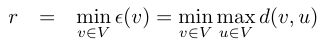 r = min_{v∈V} ϵ(v) = min_{v∈V} max_{u∈V} d(v, u)